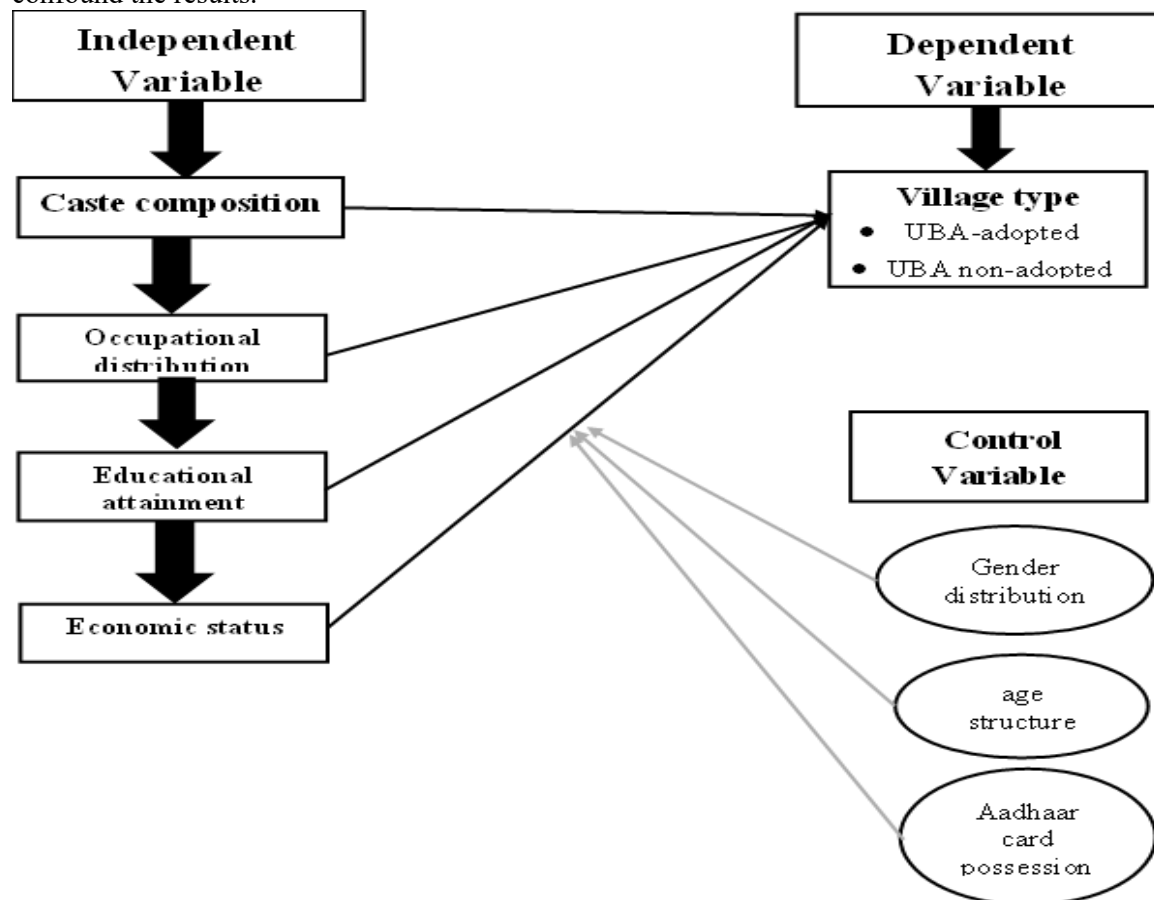 confound the results.
Independent
Variable
Dependent
Variable
Caste composition
Village type
• UBA-adopted
• UBA non-adopted
Occupational
distribution
Educational
attainment
Economic status
Control
Variable
Gender
distribution
age
structure
Aadhaar
card
possession